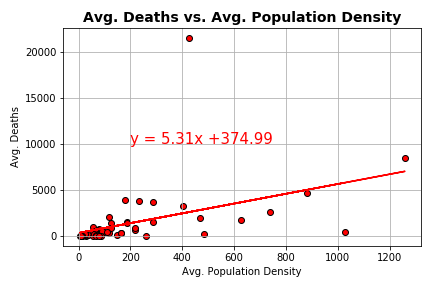 Avg. Deaths vs. Avg. Population Density
20000
15000
10000
5000
0
Avg. Deaths
y = 5.31x +374.99
0 200 400 600 800 1000 1200
Avg. Population Density